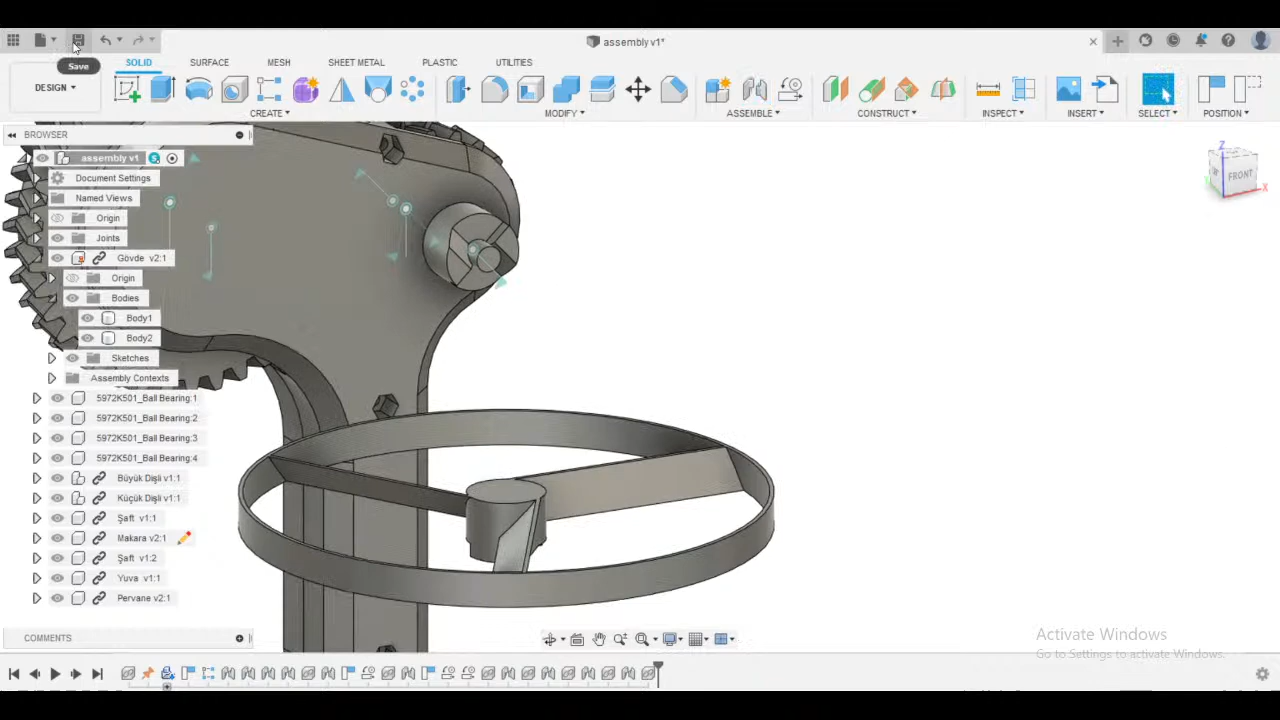 assembly v1*
Save
SOLID
SURFACE
MESH
SHEET METAL
PLASTIC
UTILITIES
DESIGN
CREATE
MODIFY
ASSEMBLE
CONSTRUCT
INSPECT
INSERT
SELECT
POSITION
BROWSER
assembly v1
Document Settings
Named Views
Origin
Joints
Gövde v2:1
Origin
Bodies
Body1
Body2
Sketches
Assembly Contexts
5972K501_Ball Bearing:1
5972K501_Ball Bearing:2
5972K501_Ball Bearing:3
5972K501_Ball Bearing:4
Büyük Dişli v1:1
Küçük Dişli v1:1
Şaft v1:1
Makara v2:1
Şaft v1:2
Yuva v1:1
Pervane v2:1
Z
FRONT
X
COMMENTS
Activate Windows
Go to Settings to activate Windows.